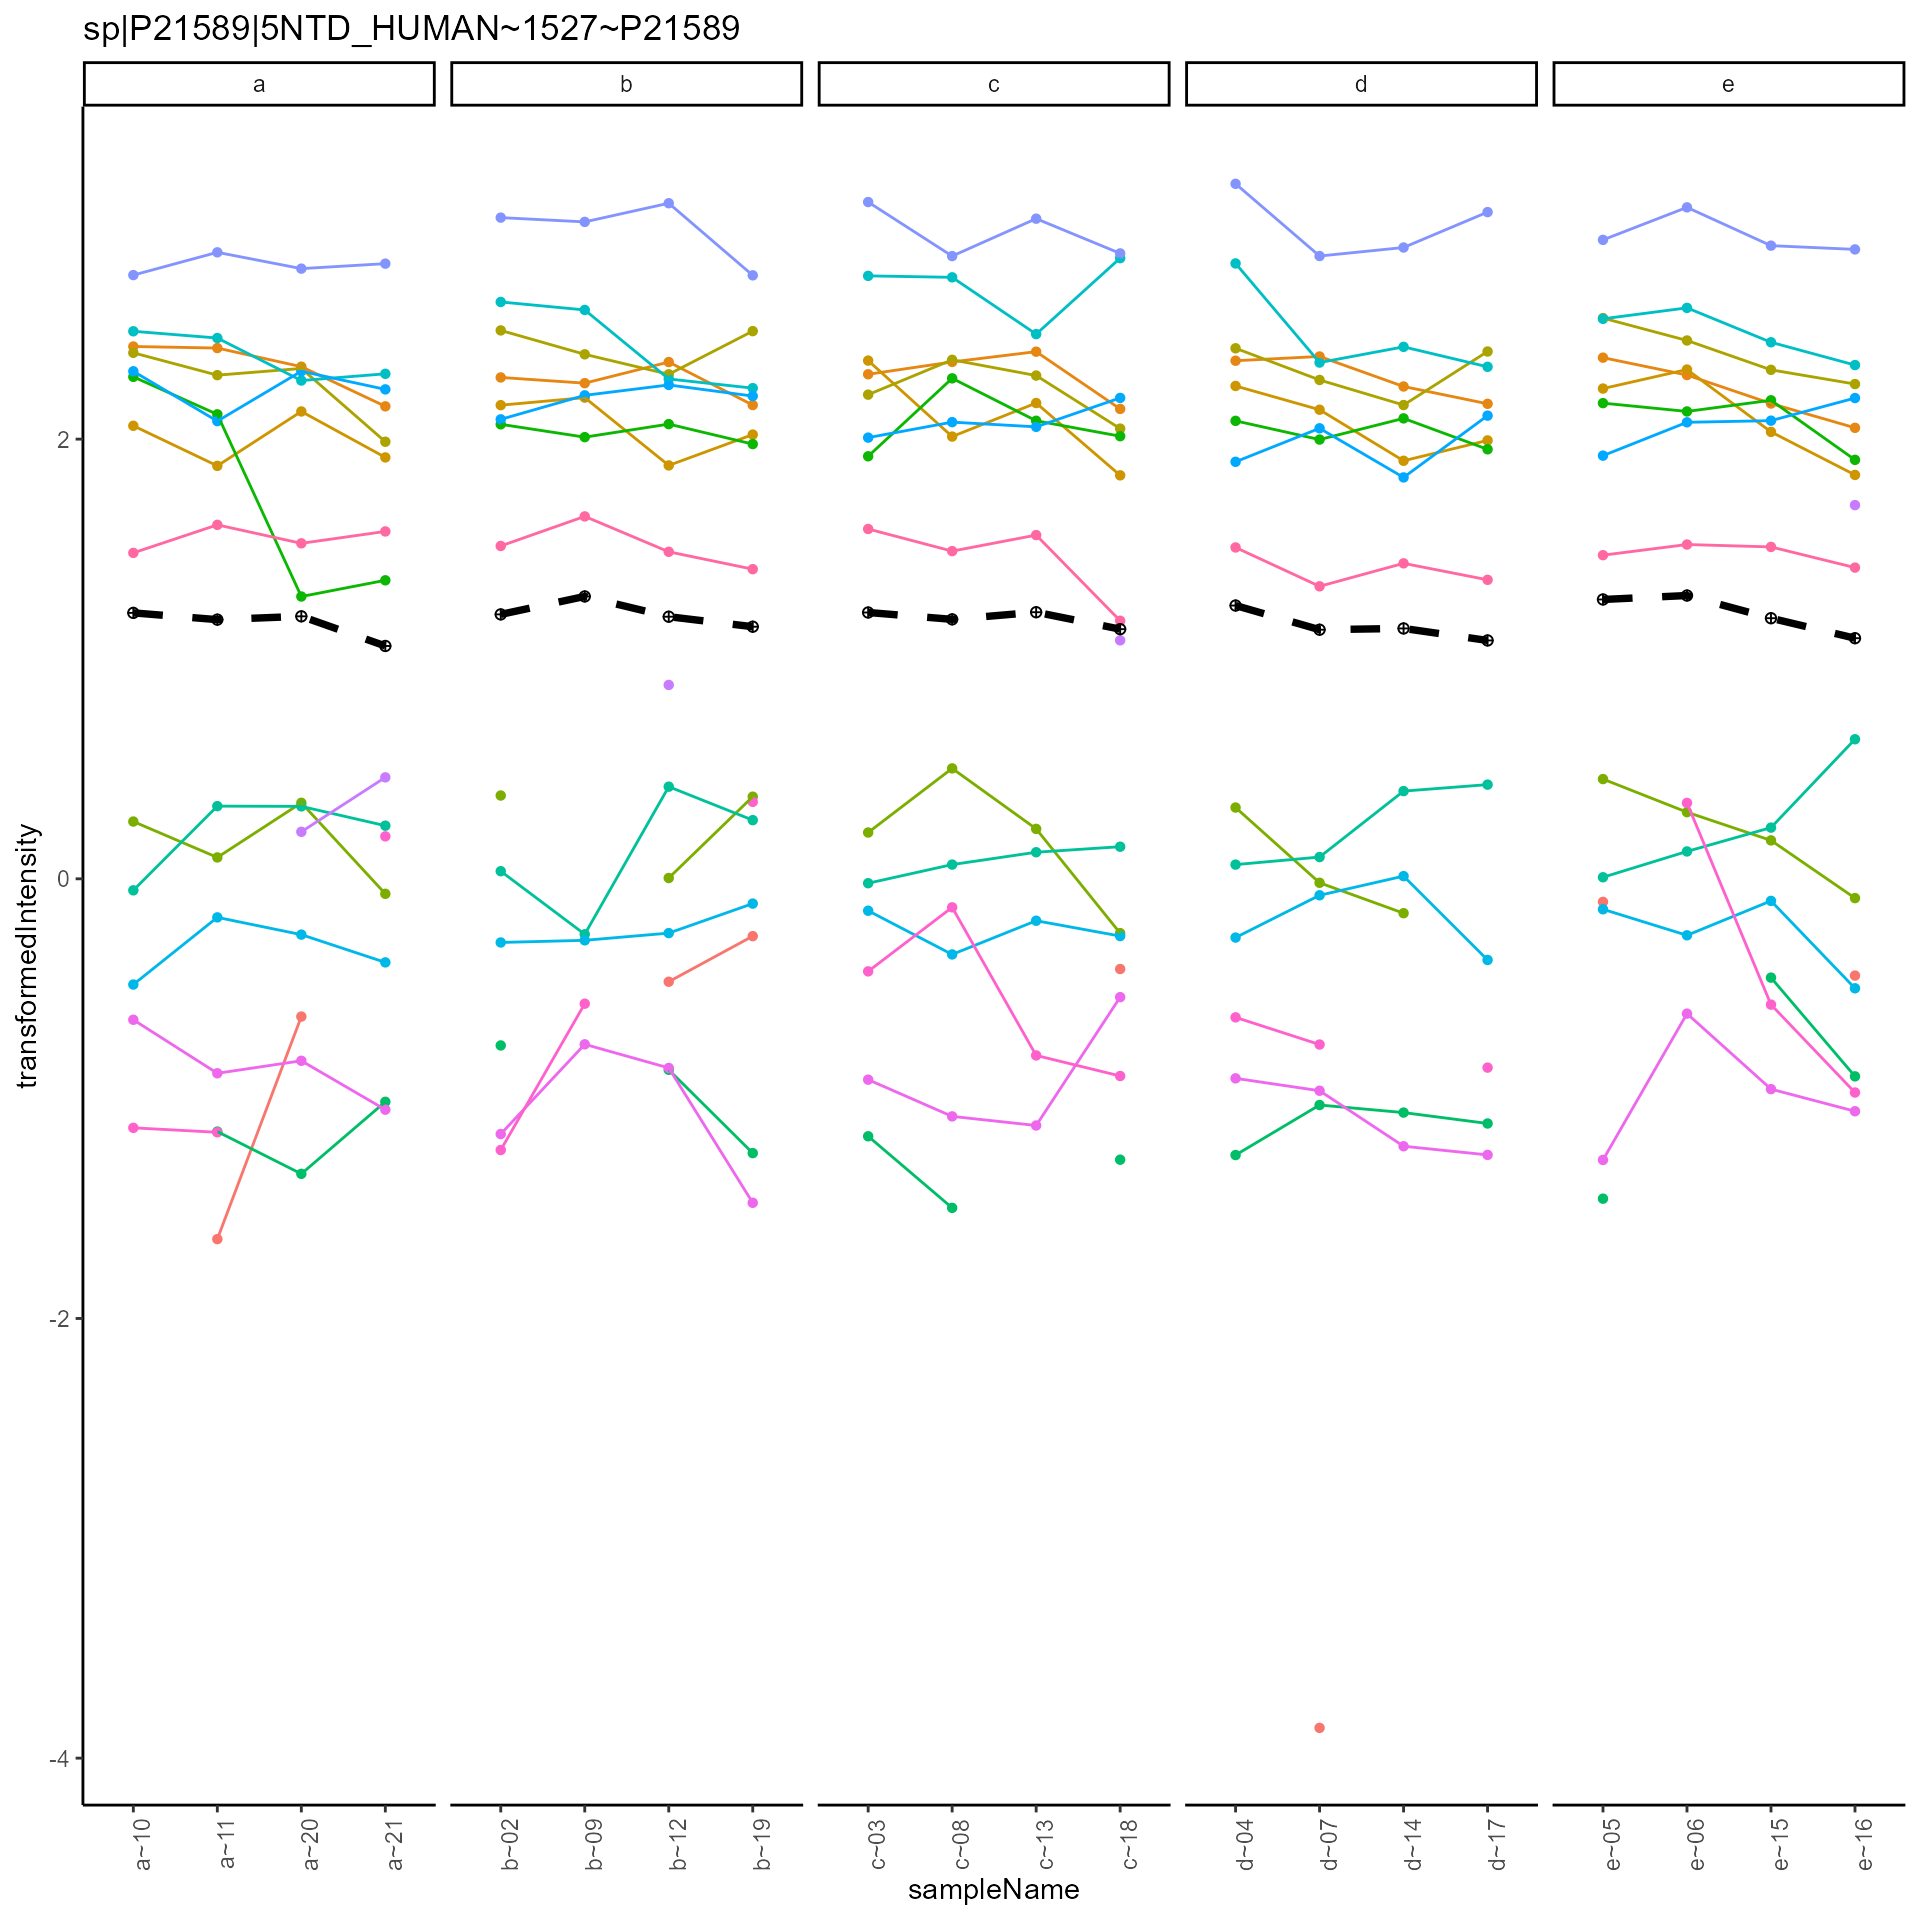 sp|P21589|5NTD_HUMAN~1527~P21589
a b c d e
transformedIntensity
2
0
-2
-4
a~10 a~11 a~20 a~21 b~02 b~09 b~12 b~19 c~03 c~08 c~13 c~18 d~04 d~07 d~14 d~17 e~05 e~06 e~15 e~16
sampleName